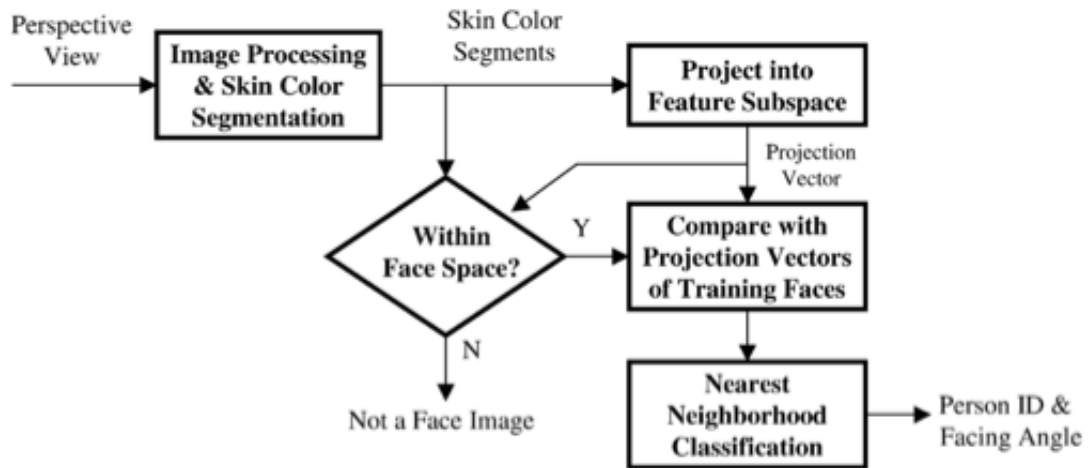 Perspective
View
Image Processing
& Skin Color
Segmentation
Skin Color
Segments
Project into
Feature Subspace
Projection
Vector
Within
Face Space?
Y
Compare with
Projection Vectors
of Training Faces
N
Not a Face Image
Nearest
Neighborhood
Classification
Person ID &
Facing Angle